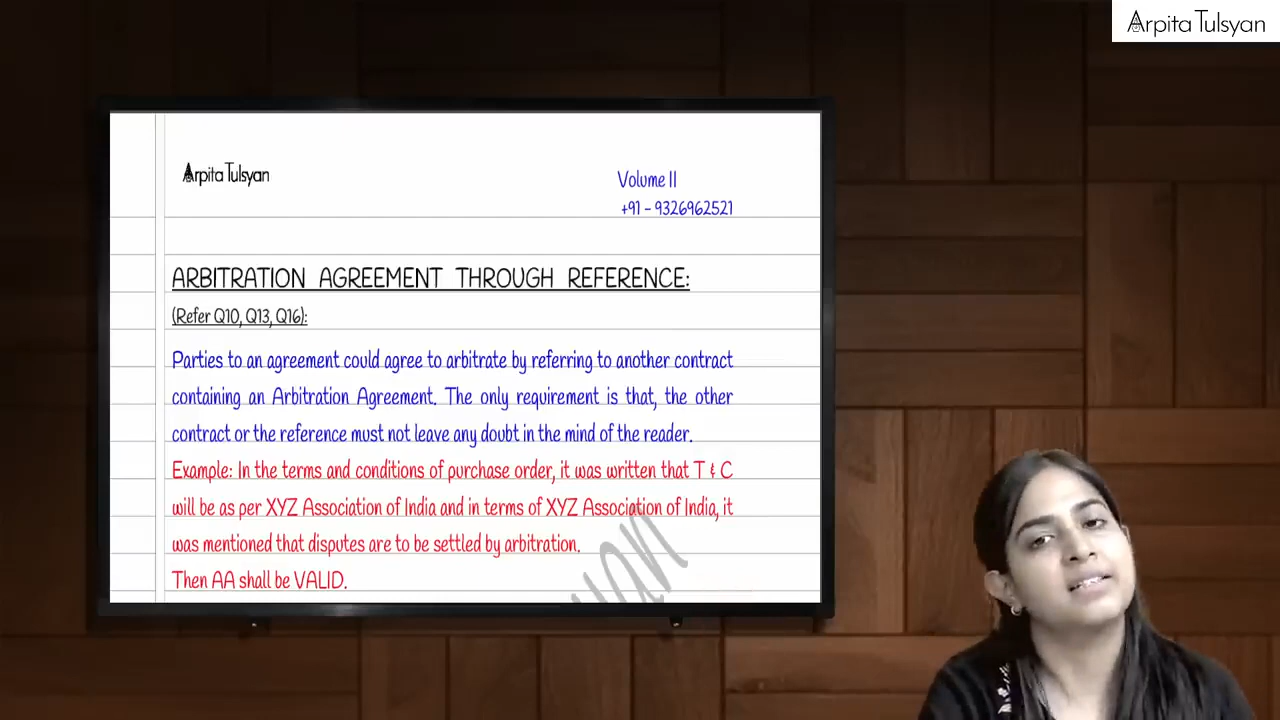 Arpita Tulsyan
Arpita Tulsyan
Volume II
+91 - 9326962521
ARBITRATION AGREEMENT THROUGH REFERENCE:
(Refer Q10, Q13, Q16):
Parties to an agreement could agree to arbitrate by referring to another contract
containing an Arbitration Agreement. The only requirement is that, the other
contract or the reference must not leave any doubt in the mind of the reader.
Example: In the terms and conditions of purchase order, it was written that T & C
will be as per XYZ Association of India and in terms of XYZ Association of India, it
was mentioned that disputes are to be settled by arbitration.
Then AA shall be VALID.